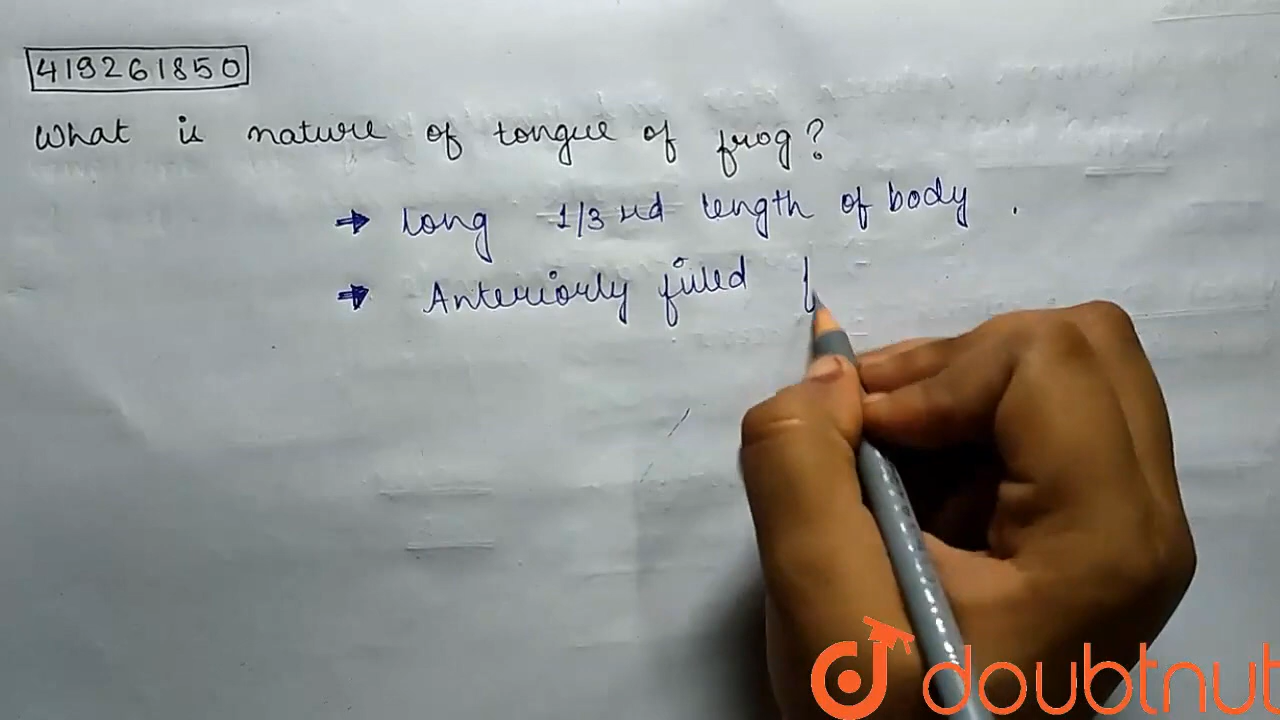 419261850
What is nature of tongue of frog?
→ Long 1/3 rd length of body .
→ Anteriorly fixed
doubtnut